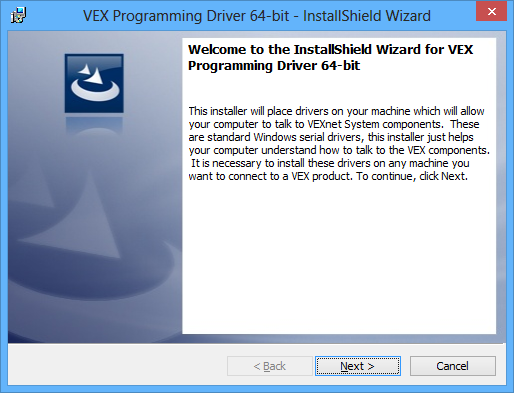 VEX Programming Driver 64-bit - InstallShield Wizard
Welcome to the InstallShield Wizard for VEX
Programming Driver 64-bit
This installer will place drivers on your machine which will allow
your computer to talk to VEXnet System components.  These
are standard Windows serial drivers, this installer just helps
your computer understand how to talk to the VEX components.
It is necessary to install these drivers on any machine you
want to connect to a VEX product. To continue, click Next.
< Back
Next >
Cancel